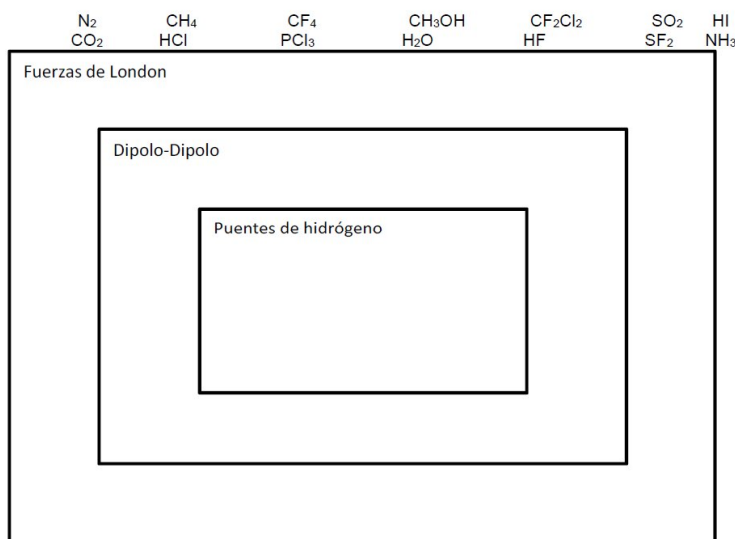 N₂ CH₄ CF₄ CH₃OH CF₂Cl₂ SO₂ HI
CO₂ HCl PCl₃ H₂O HF SF₂ NH₃
Fuerzas de London
Dipolo-Dipolo
Puentes de hidrógeno